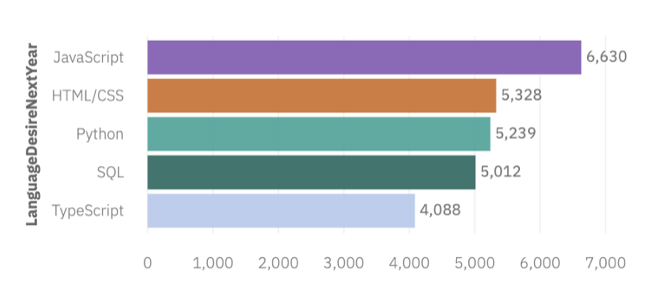 LanguageDesireNextYear
JavaScript 6,630
HTML/CSS 5,328
Python 5,239
SQL 5,012
TypeScript 4,088
0 1,000 2,000 3,000 4,000 5,000 6,000 7,000